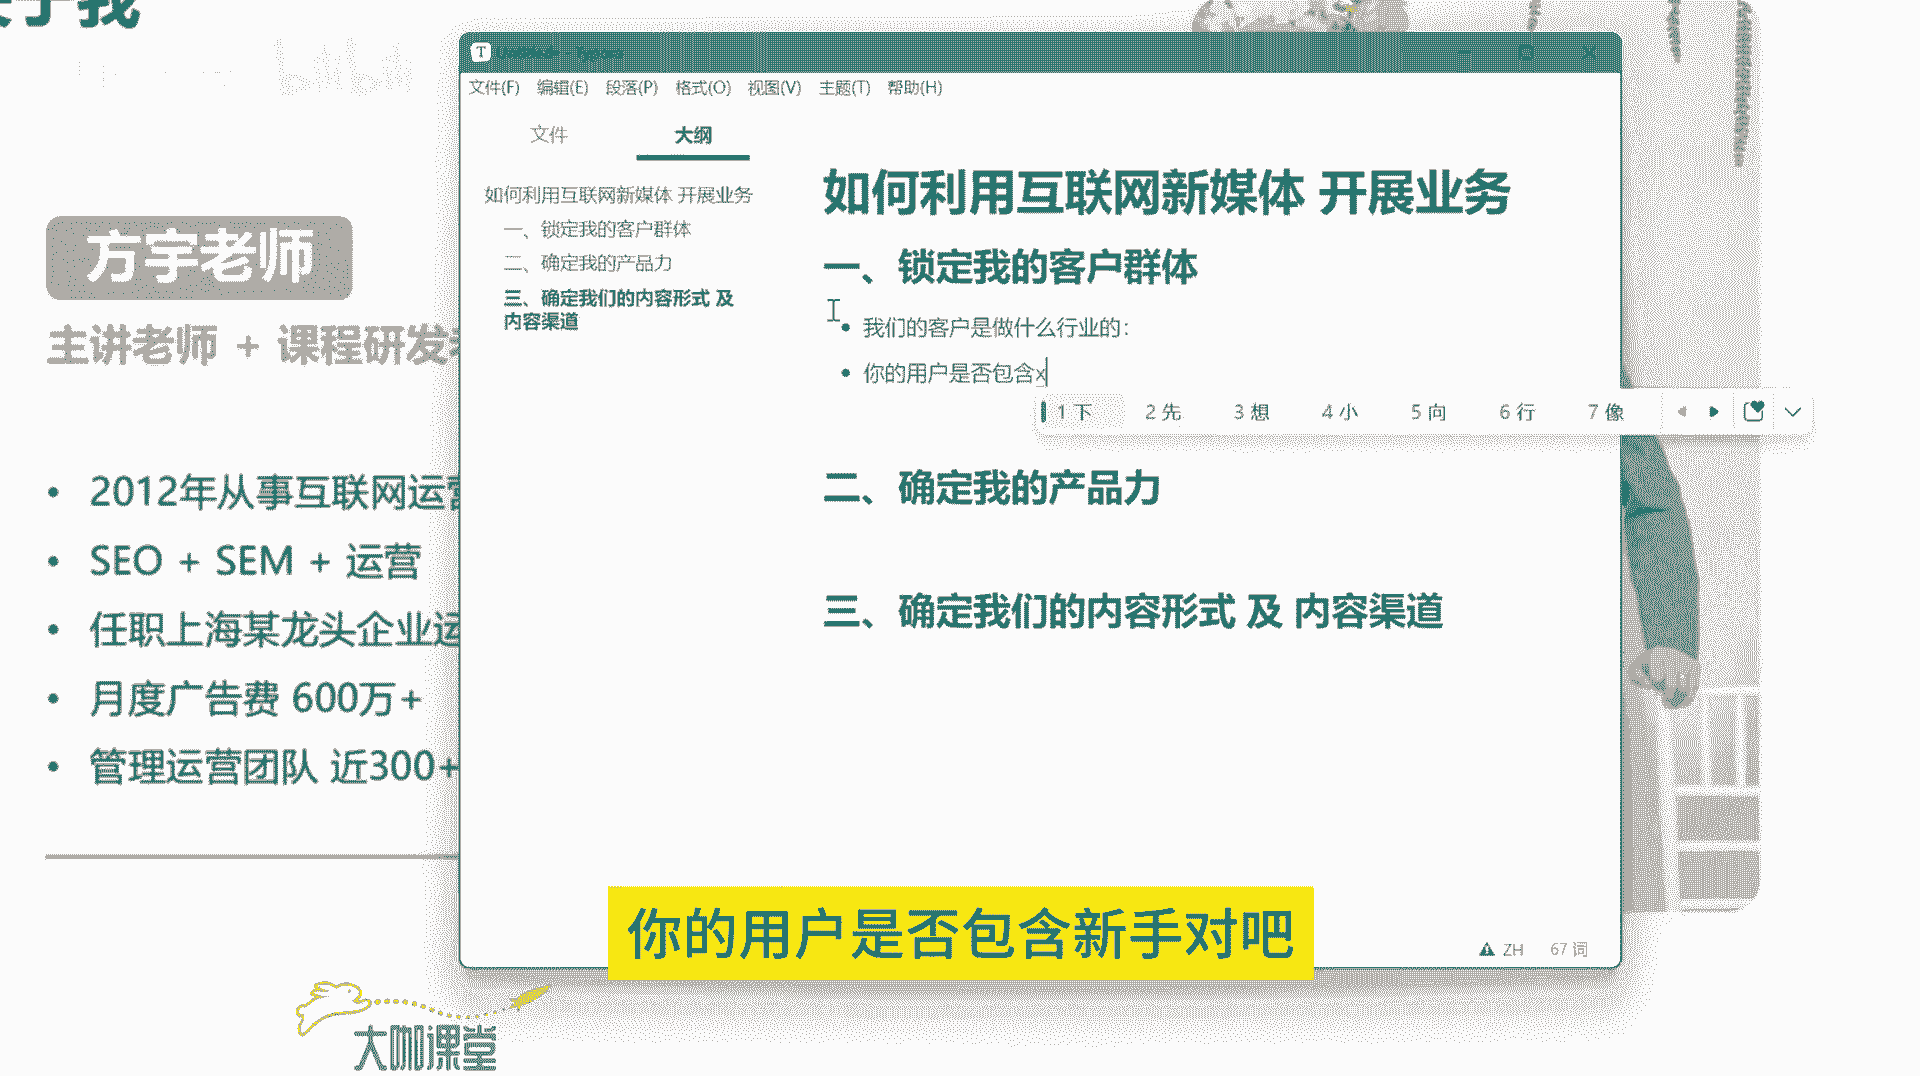 bilibili
方宇老师
主讲老师 + 课程研发
2012年从事互联网运营
SEO + SEM + 运营
任职上海某龙头企业运
月度广告费 600万+
管理运营团队 近300+
文件(F) 编辑(E) 段落(P) 格式(O) 视图(V) 主题(T) 帮助(H)
文件 大纲
如何利用互联网新媒体 开展业务
一、锁定我的客户群体
二、确定我的产品力
三、确定我们的内容形式 及
内容渠道
如何利用互联网新媒体 开展业务
一、锁定我的客户群体
我们的客户是做什么行业的：
你的用户是否包含x
1 下 2 先 3 想 4 小 5 向 6 行 7 像
二、确定我的产品力
三、确定我们的内容形式 及 内容渠道
ZH 67 词
你的用户是否包含新手对吧
大咖课堂